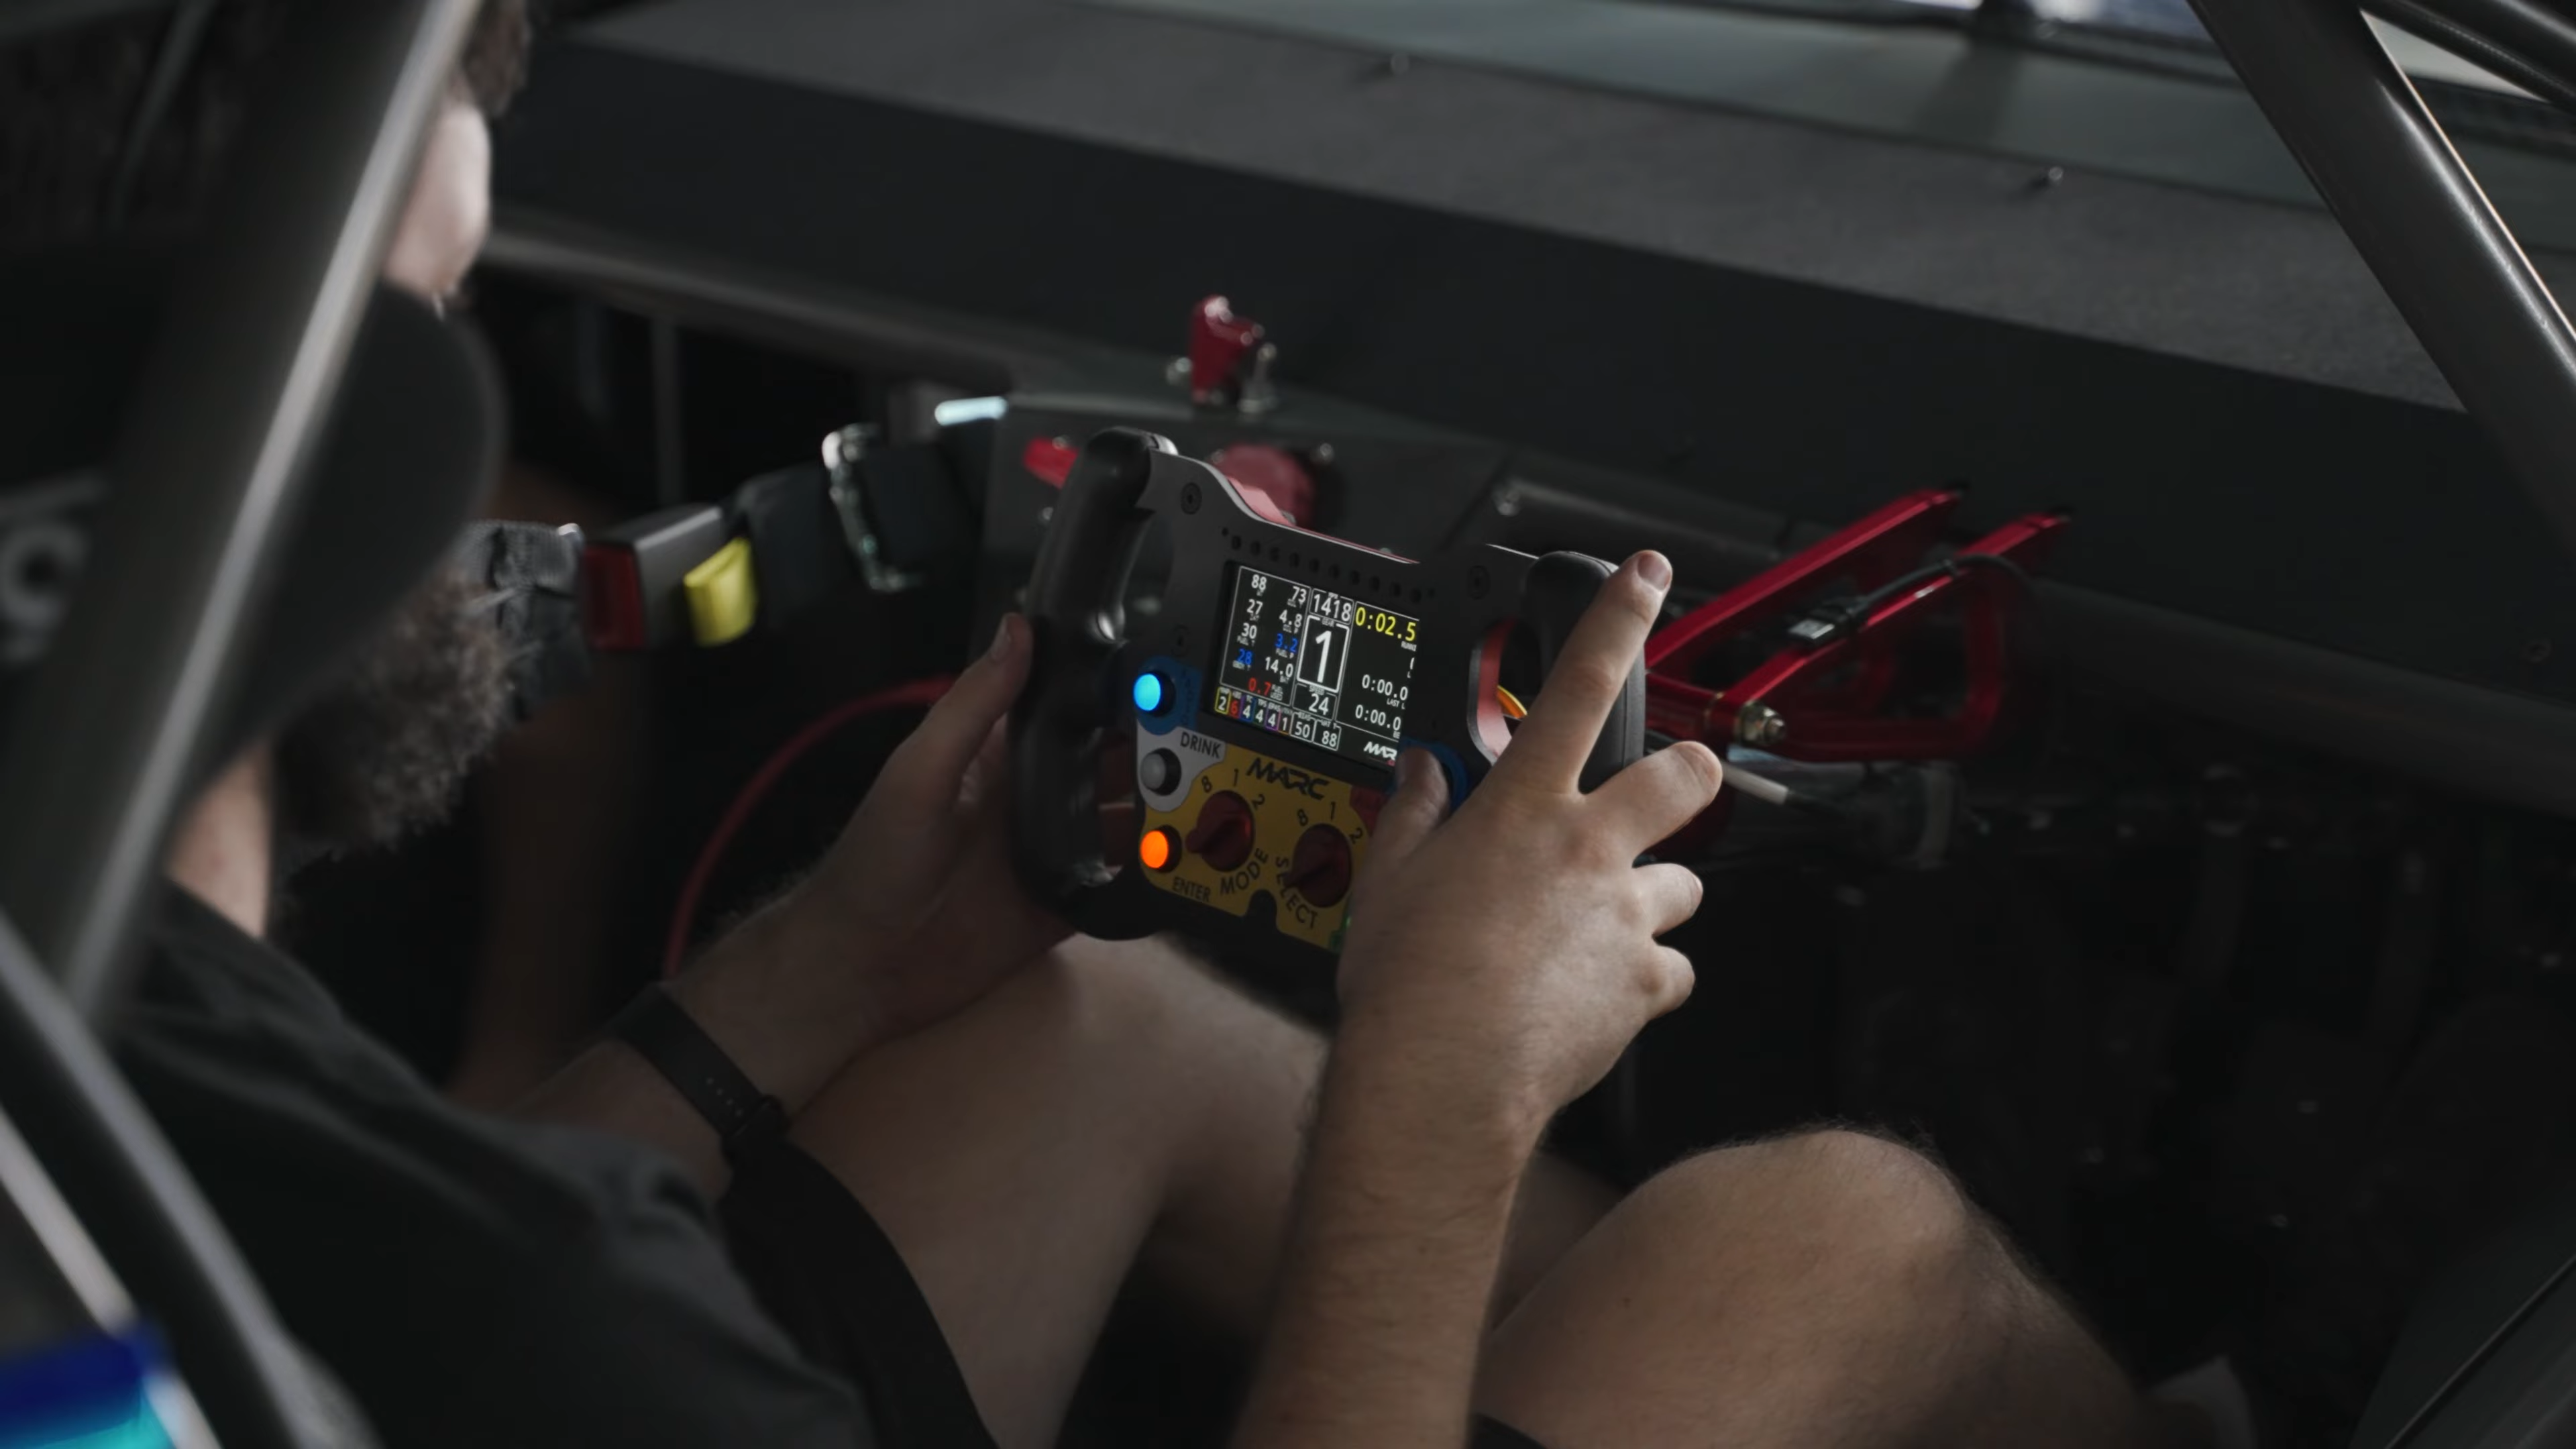 88 73 1418 0:02.5
27 4.8
30 3.2 1
28 14.0 0:00.0
0.7 24 0:00.0
2 6 4 4 4 1 50 88 MARC
DRINK
MARC
8 1 2
8 1 2
ENTER MODE SELECT